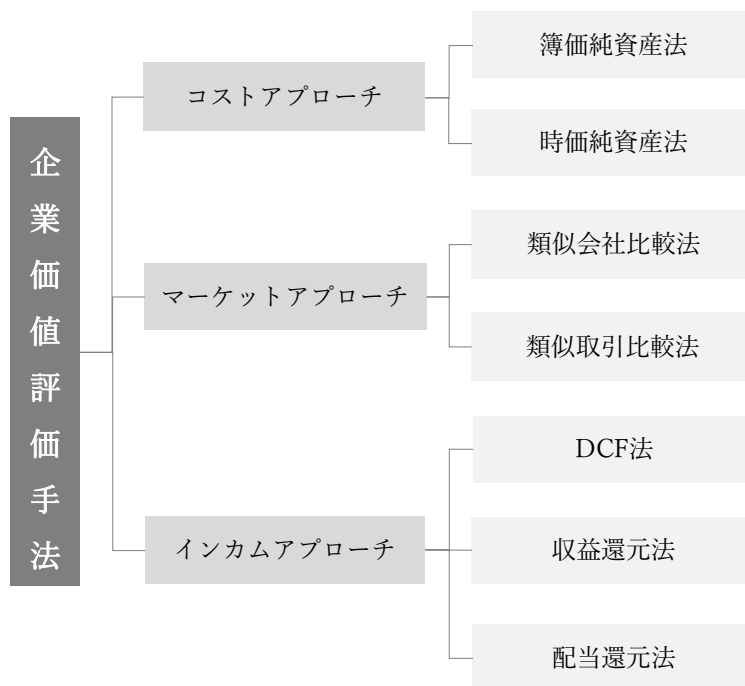 企業価値評価手法
コストアプローチ
簿価純資産法
時価純資産法
マーケットアプローチ
類似会社比較法
類似取引比較法
インカムアプローチ
DCF法
収益還元法
配当還元法